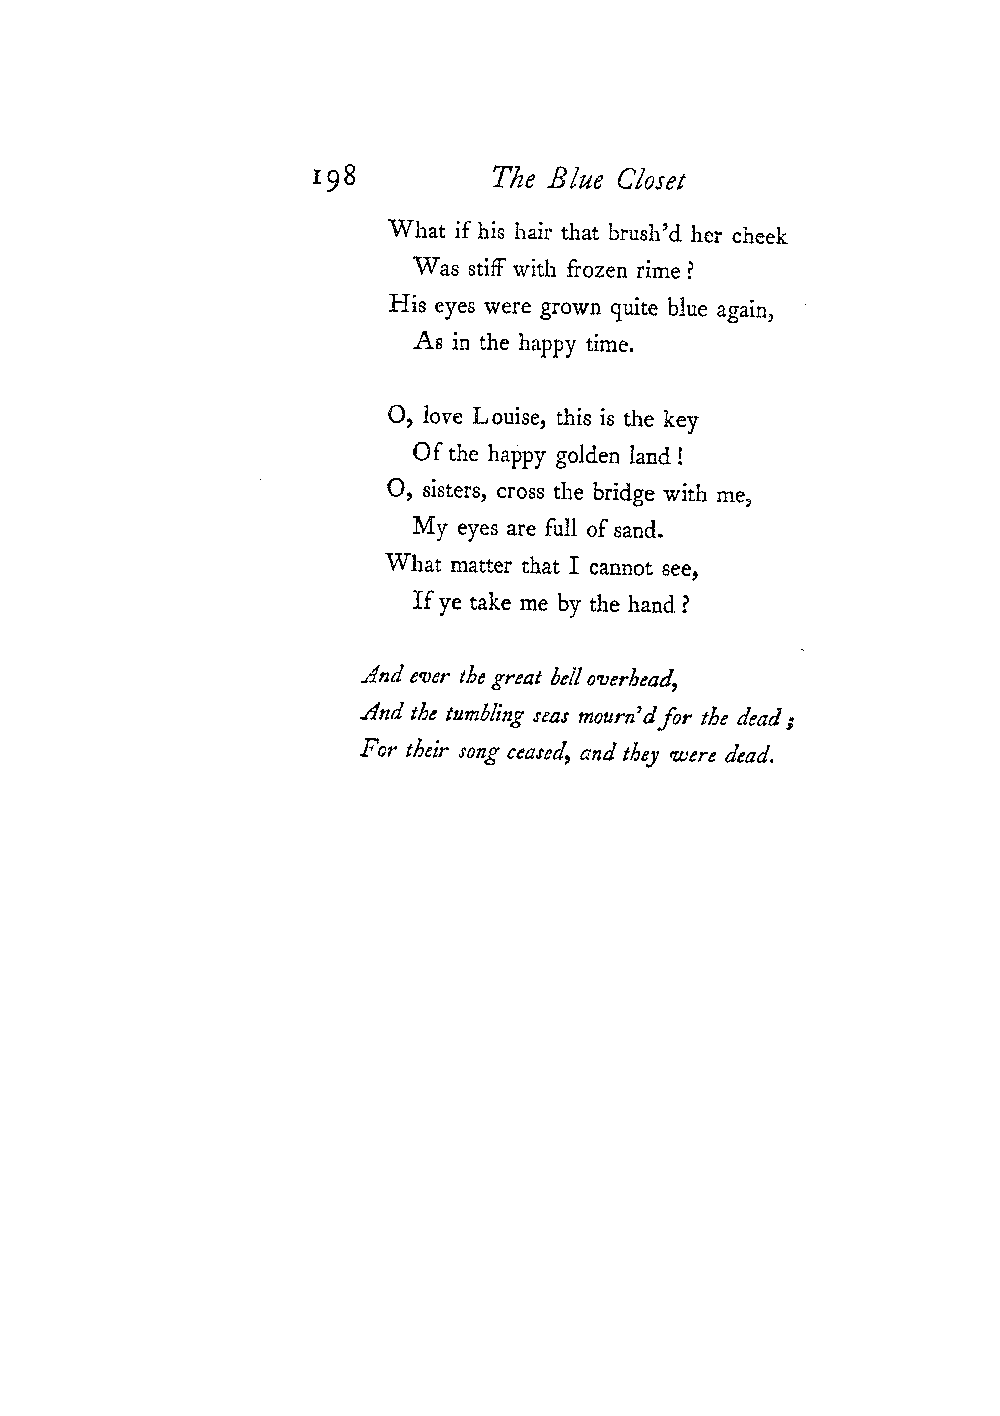 198 The Blue Closet
What if his hair that brush'd her cheek
Was stiff with frozen rime?
His eyes were grown quite blue again,
As in the happy time.
O, love Louise, this is the key
Of the happy golden land!
O, sisters, cross the bridge with me,
My eyes are full of sand.
What matter that I cannot see,
If ye take me by the hand?
And ever the great bell overhead,
And the tumbling seas mourn'd for the dead;
For their song ceased, and they were dead.